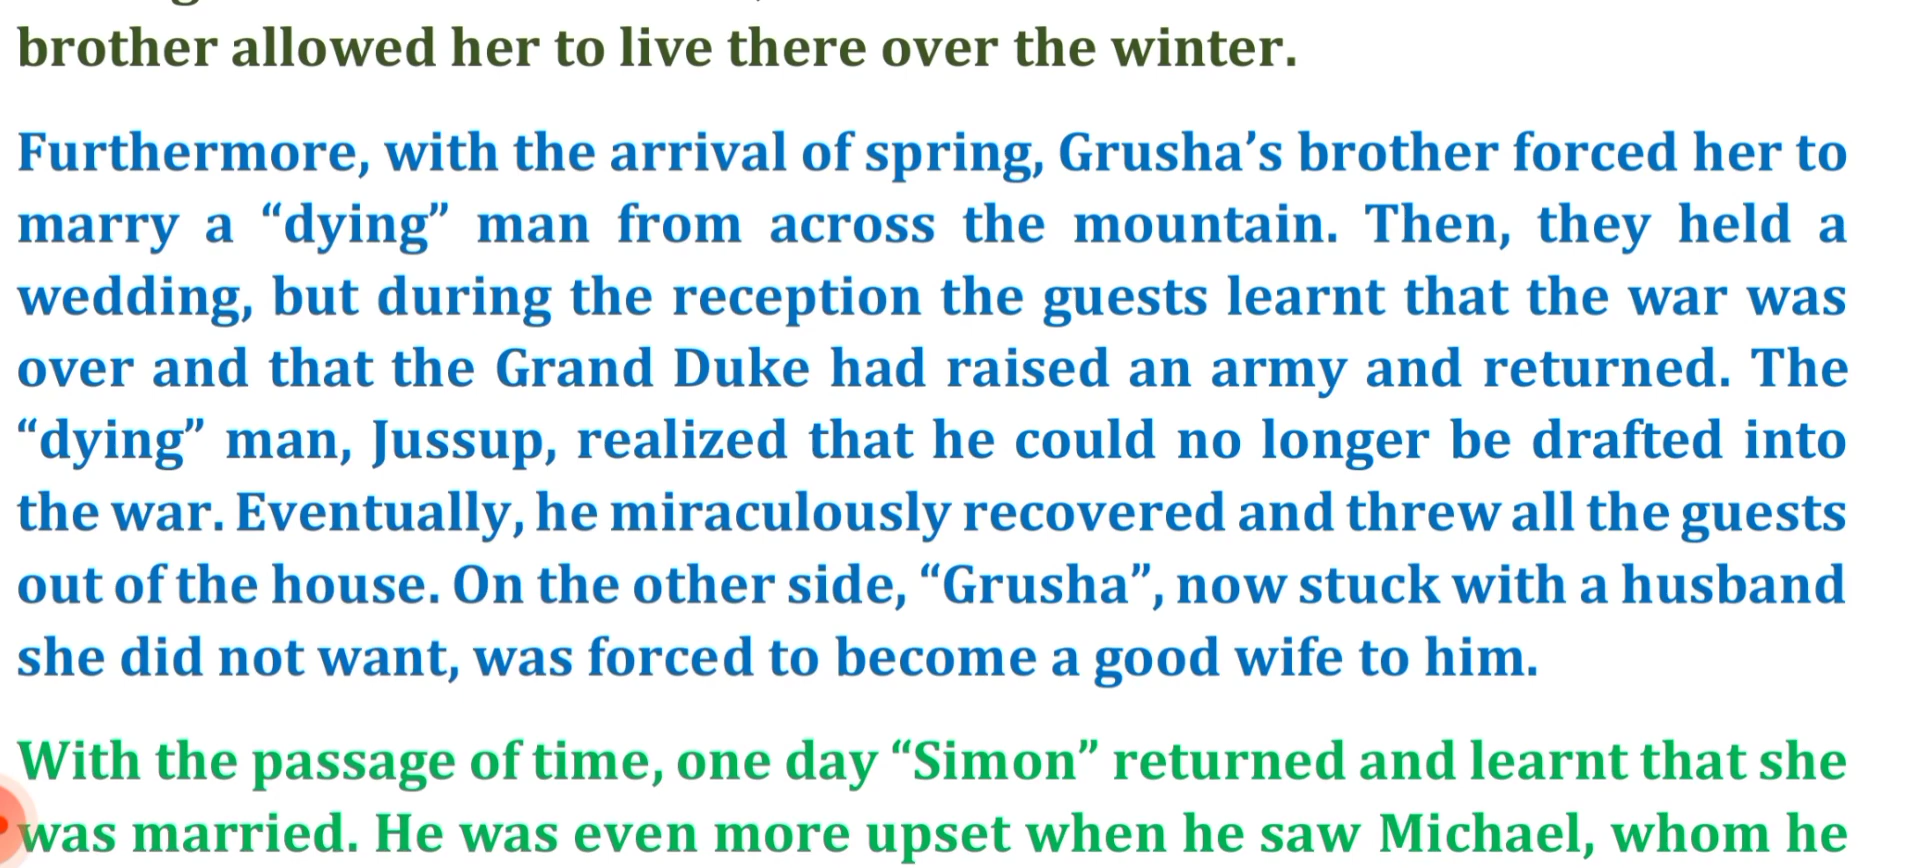 brother allowed her to live there over the winter.
Furthermore, with the arrival of spring, Grusha’s brother forced her to
marry a “dying” man from across the mountain. Then, they held a
wedding, but during the reception the guests learnt that the war was
over and that the Grand Duke had raised an army and returned. The
“dying” man, Jussup, realized that he could no longer be drafted into
the war. Eventually, he miraculously recovered and threw all the guests
out of the house. On the other side, “Grusha”, now stuck with a husband
she did not want, was forced to become a good wife to him.
With the passage of time, one day “Simon” returned and learnt that she
was married. He was even more upset when he saw Michael, whom he